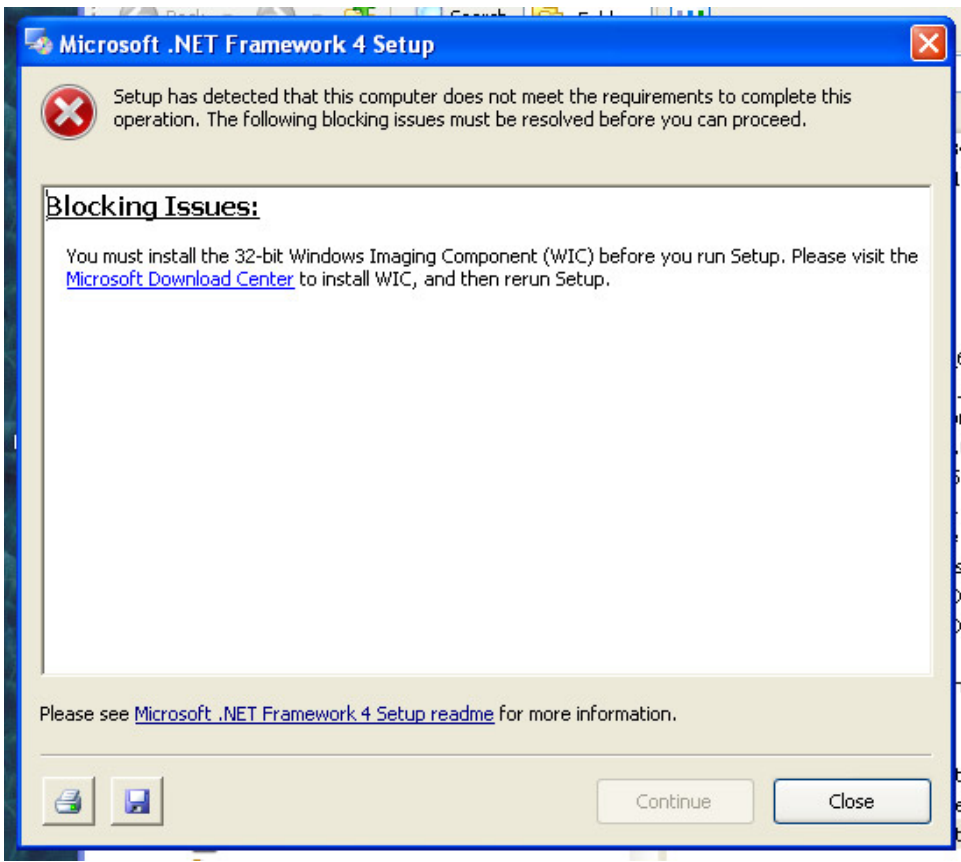 Back
Search
Microsoft .NET Framework 4 Setup
Setup has detected that this computer does not meet the requirements to complete this
operation. The following blocking issues must be resolved before you can proceed.
Blocking Issues:
You must install the 32-bit Windows Imaging Component (WIC) before you run Setup. Please visit the
Microsoft Download Center to install WIC, and then rerun Setup.
Please see Microsoft .NET Framework 4 Setup readme for more information.
Continue
Close